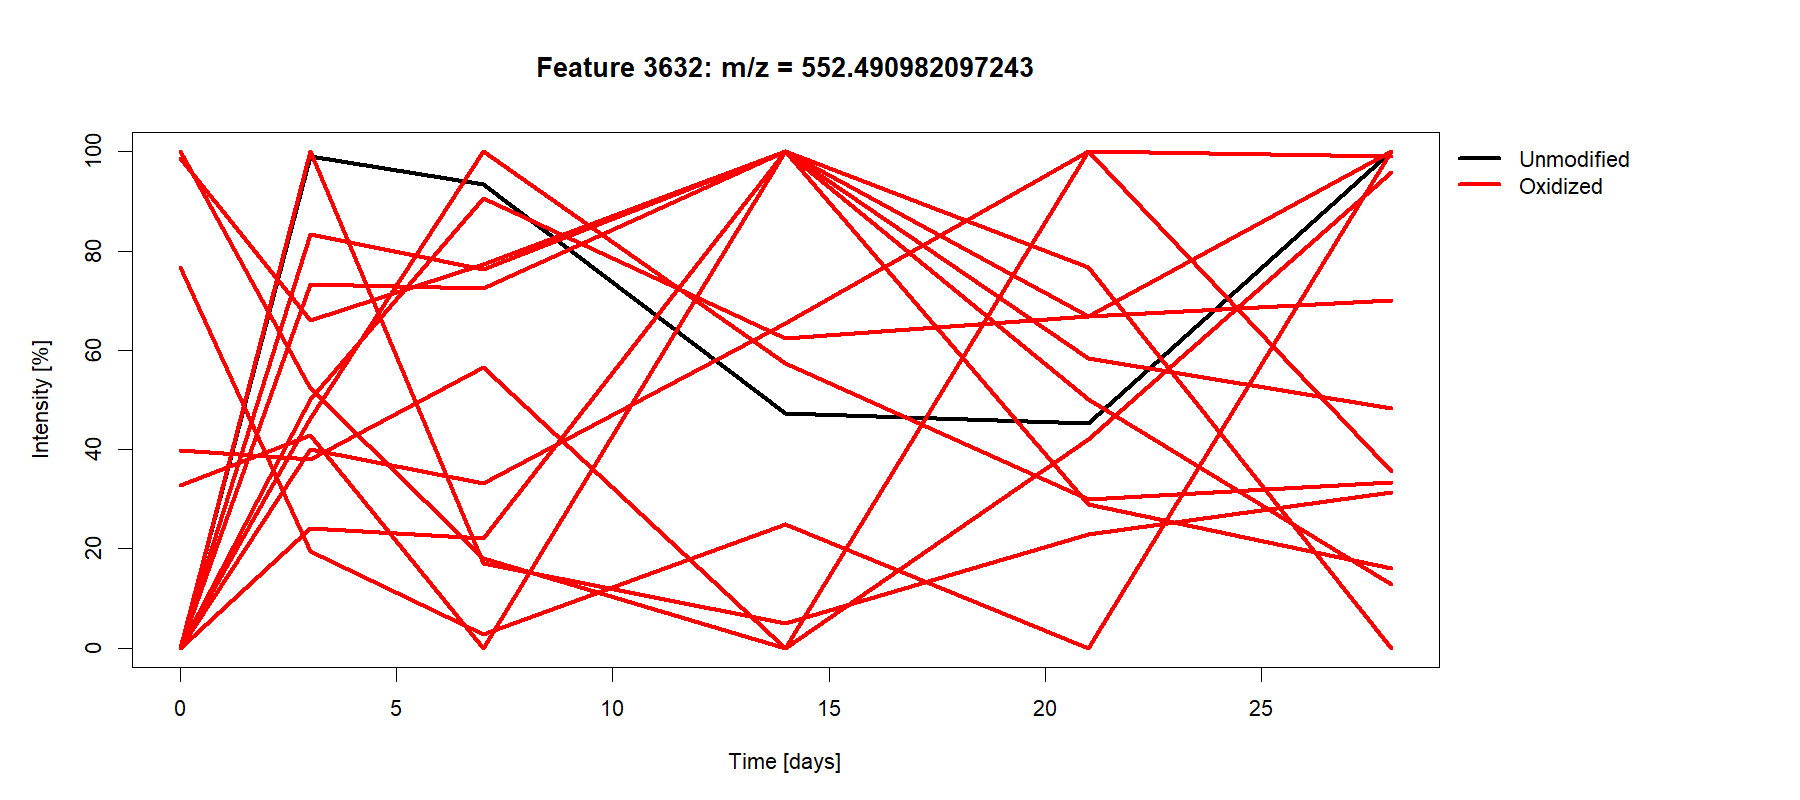 Feature 3632: m/z = 552.490982097243
Unmodified
Oxidized
Intensity [%]
100
80
60
40
20
0
0 5 10 15 20 25
Time [days]